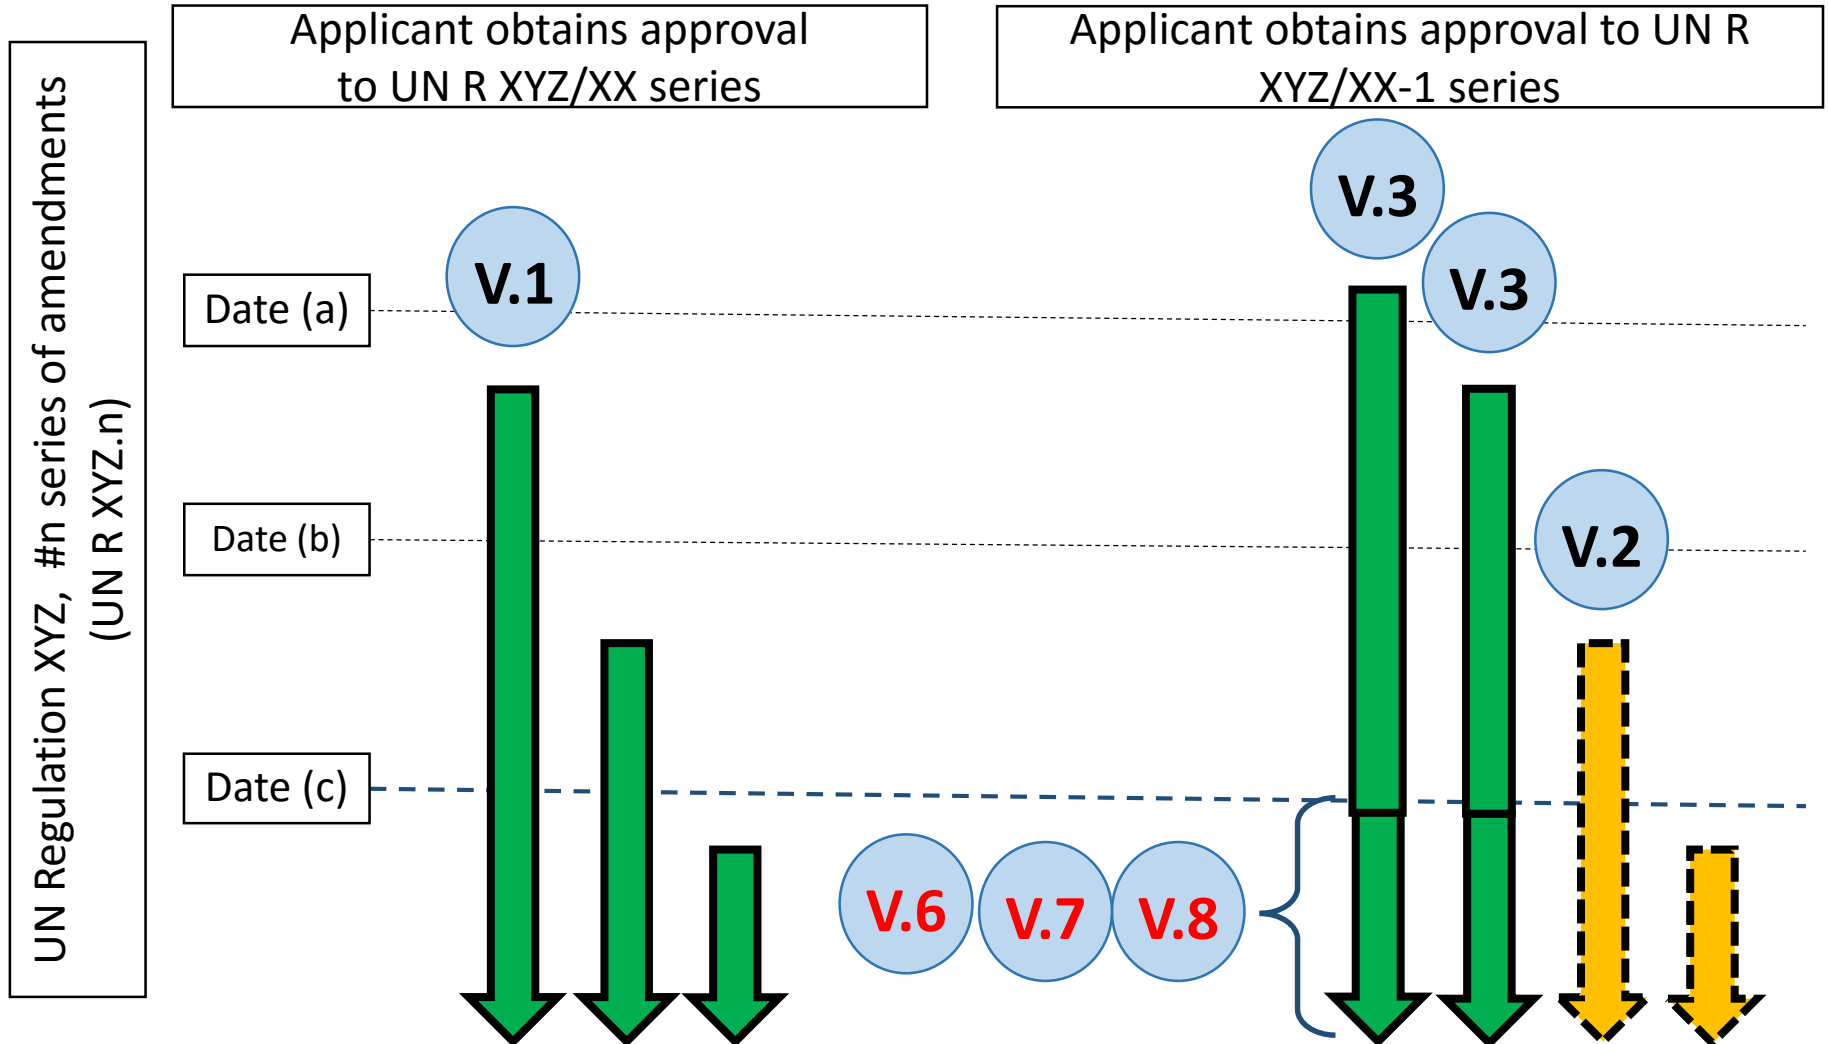 UN Regulation XYZ, #n series of amendments
(UN R XYZ.n)
Applicant obtains approval
to UN R XYZ/XX series
Applicant obtains approval to UN R
XYZ/XX-1 series
V.3
V.1
V.3
Date (a)
Date (b)
V.2
Date (c)
V.6
V.7
V.8